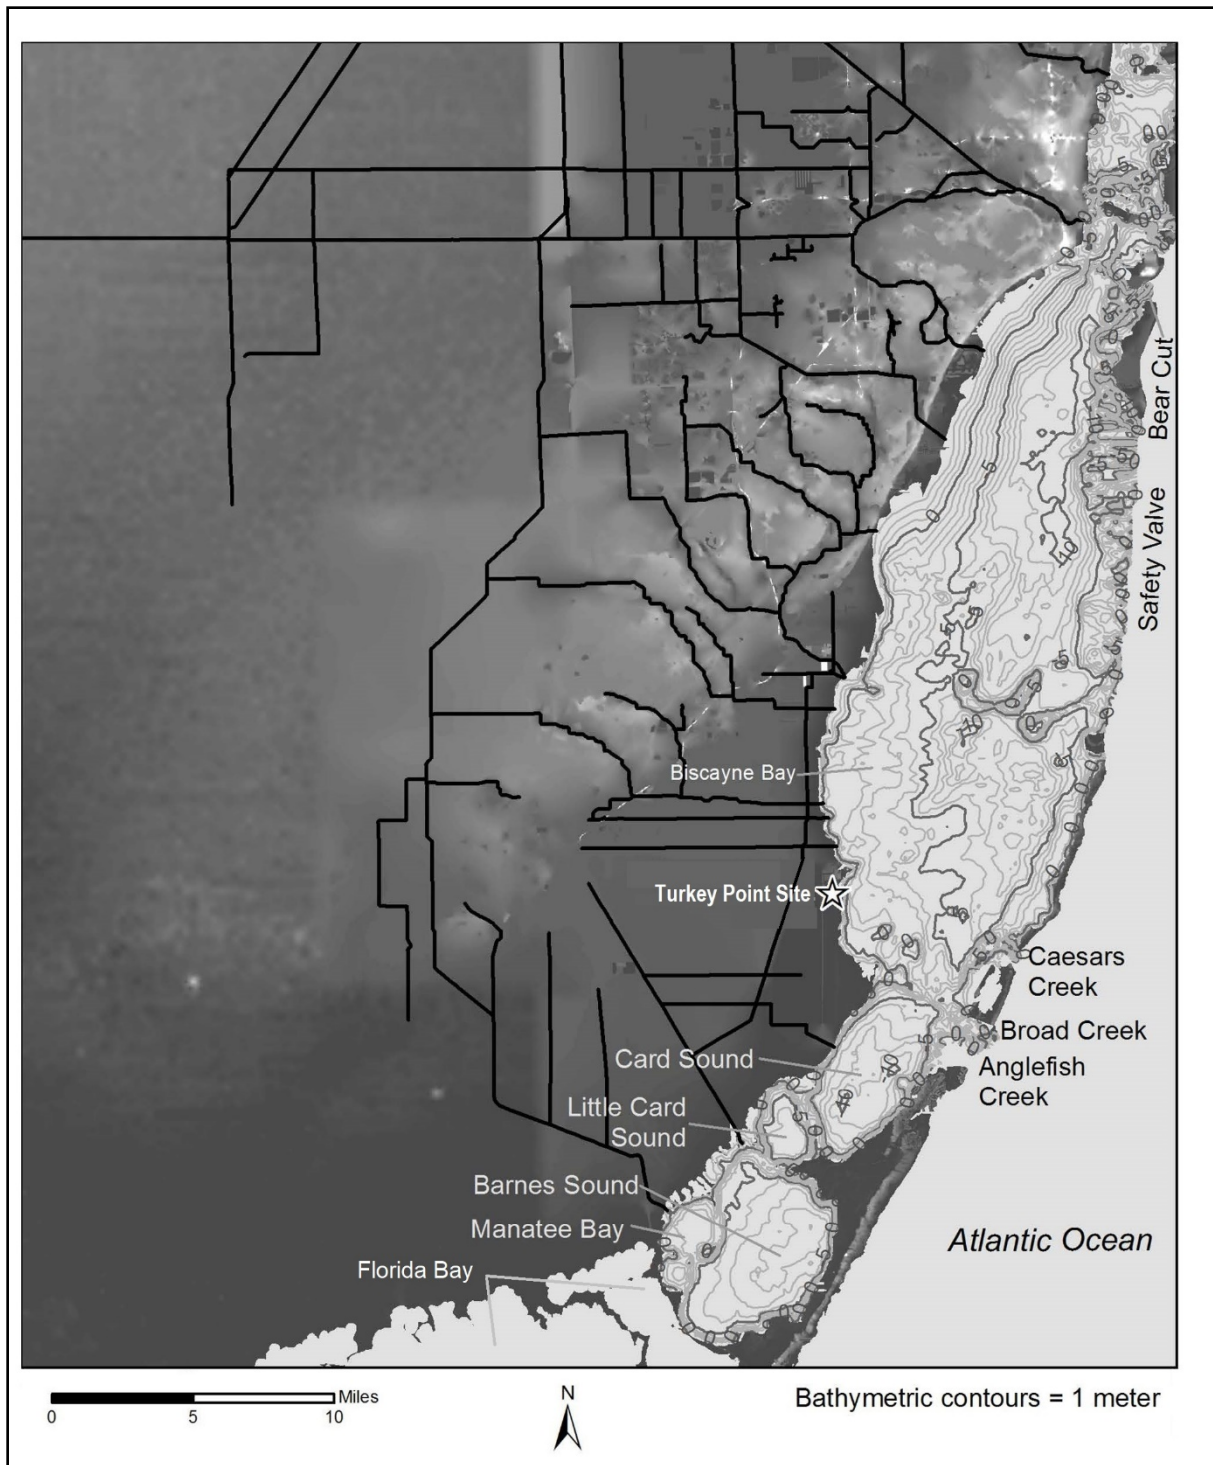 Bear Cut
Safety Valve
Biscayne Bay
Turkey Point Site
Caesars
Creek
Broad Creek
Anglefish
Creek
Card Sound
Little Card
Sound
Barnes Sound
Manatee Bay
Florida Bay
Atlantic Ocean
Miles
0 5 10
N
Bathymetric contours = 1 meter